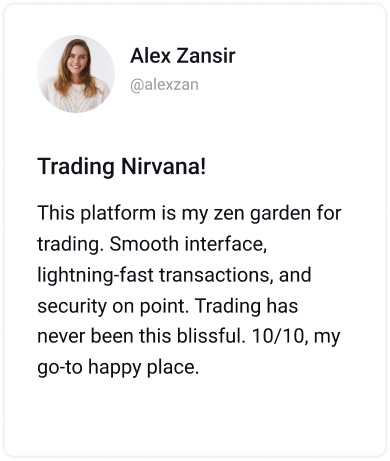 Alex Zansir
@alexzan
Trading Nirvana!
This platform is my zen garden for
trading. Smooth interface,
lightning-fast transactions, and
security on point. Trading has
never been this blissful. 10/10, my
go-to happy place.